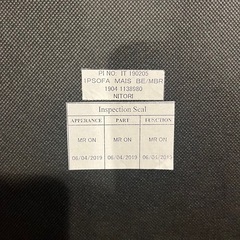 PI NO. IT 190205
1PSOFA MAIS BE/MBR
1904 1138980
NITORI
Inspection Seal
APPERANCE PART FUNCTION
MR ON MR ON MR ON
06/04/2019 06/04/2019 06/04/2019